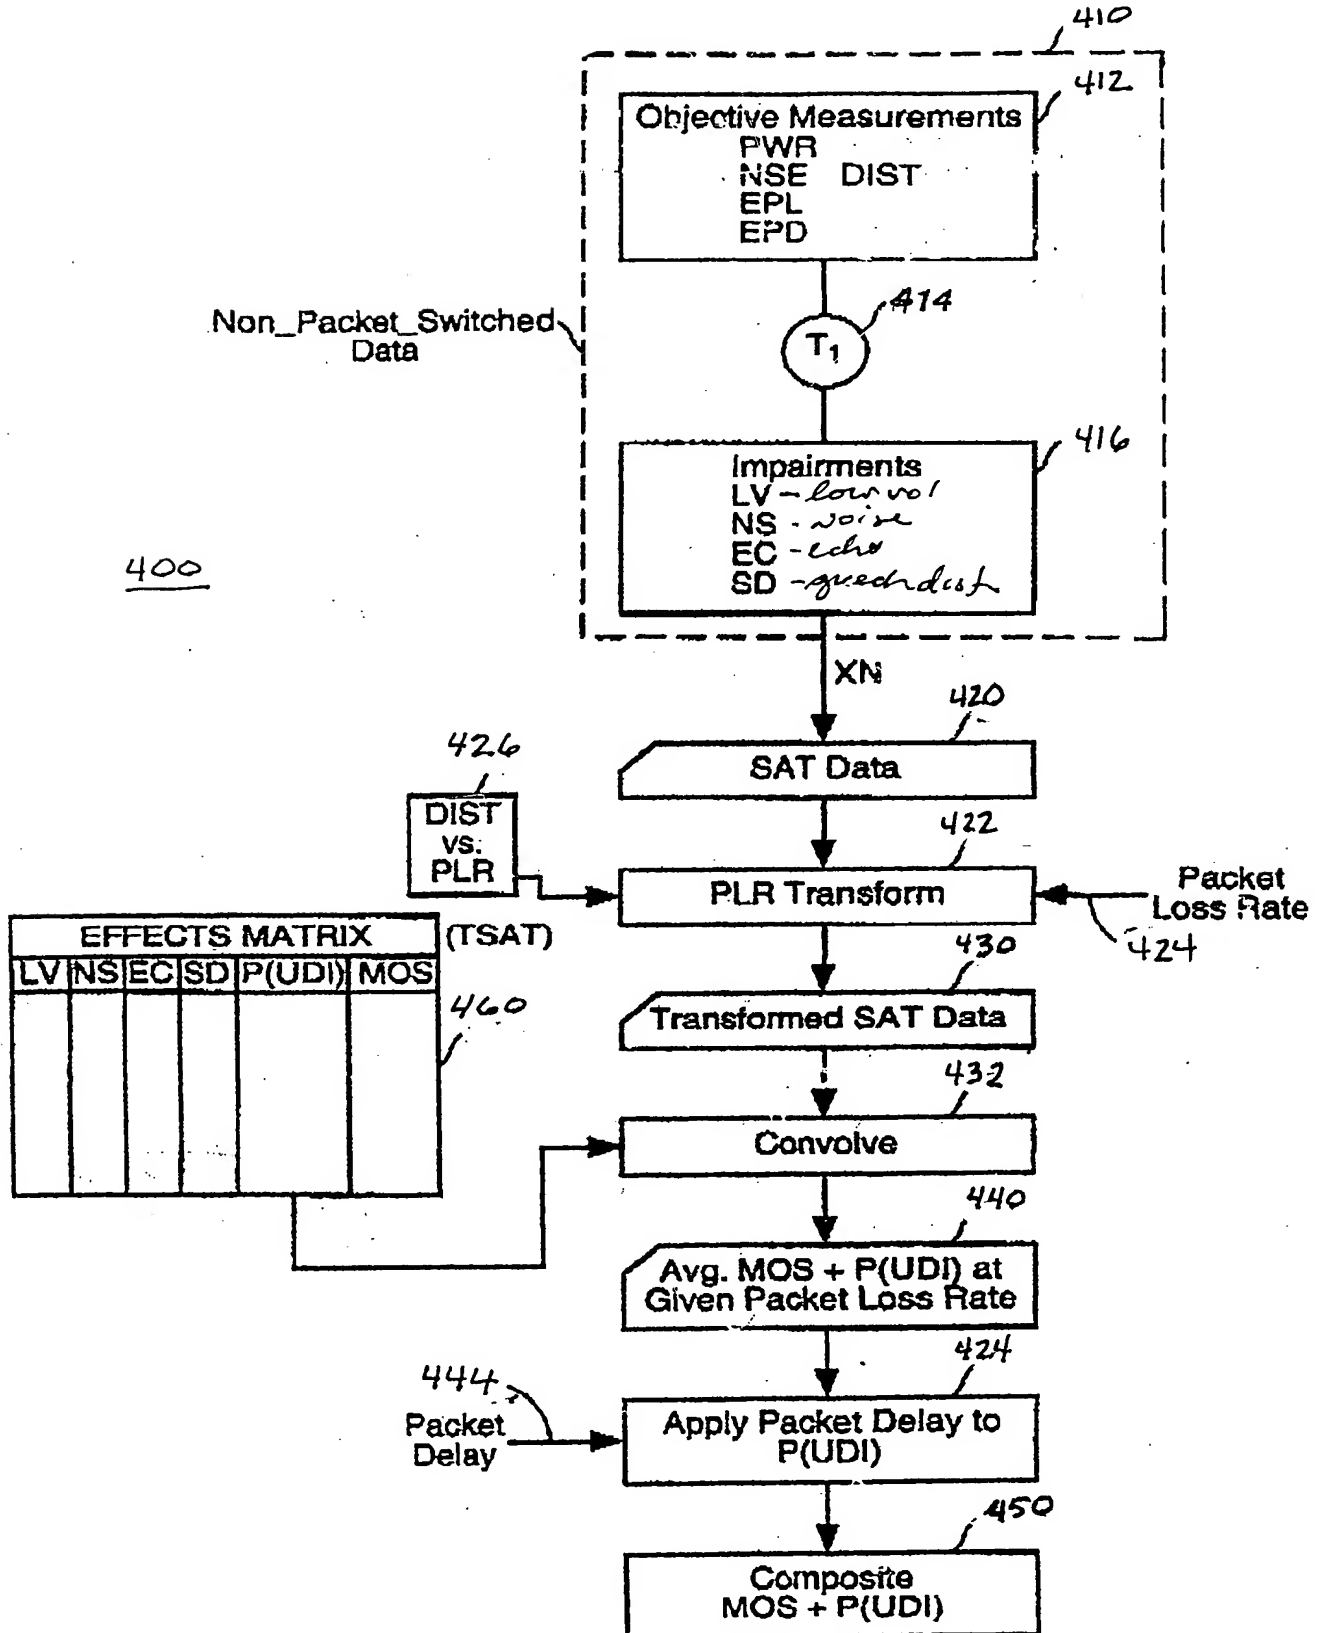 410
412
Objective Measurements
PWR
NSE DIST
EPL
EPD
414
Non_Packet_Switched
Data
T1
416
Impairments
LV - low vol
NS - noise
EC - echo
SD - speech dist
400
XN
420
SAT Data
426
DIST
vs.
PLR
422
PLR Transform
Packet
Loss Rate
424
EFFECTS MATRIX (TSAT)
LV NS EC SD P(UDI) MOS
460
430
Transformed SAT Data
432
Convolve
440
Avg. MOS + P(UDI) at
Given Packet Loss Rate
424
444
Packet
Delay
Apply Packet Delay to
P(UDI)
450
Composite
MOS + P(UDI)